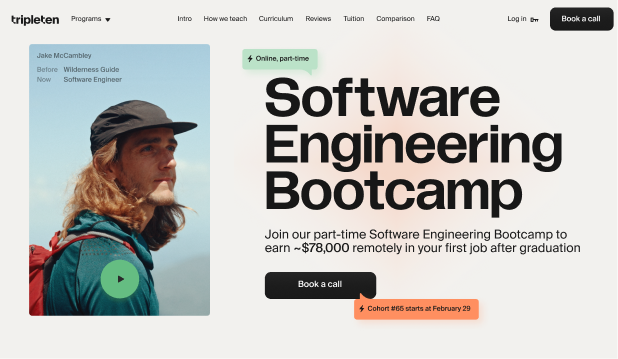 tripleten
Programs
Intro
How we teach
Curriculum
Reviews
Tuition
Comparison
FAQ
Log in
Book a call
Jake McCambley
Before Wilderness Guide
Now Software Engineer
Online, part-time
Software
Engineering
Bootcamp
Join our part-time Software Engineering Bootcamp to
earn ~$78,000 remotely in your first job after graduation
Book a call
Cohort #65 starts at February 29